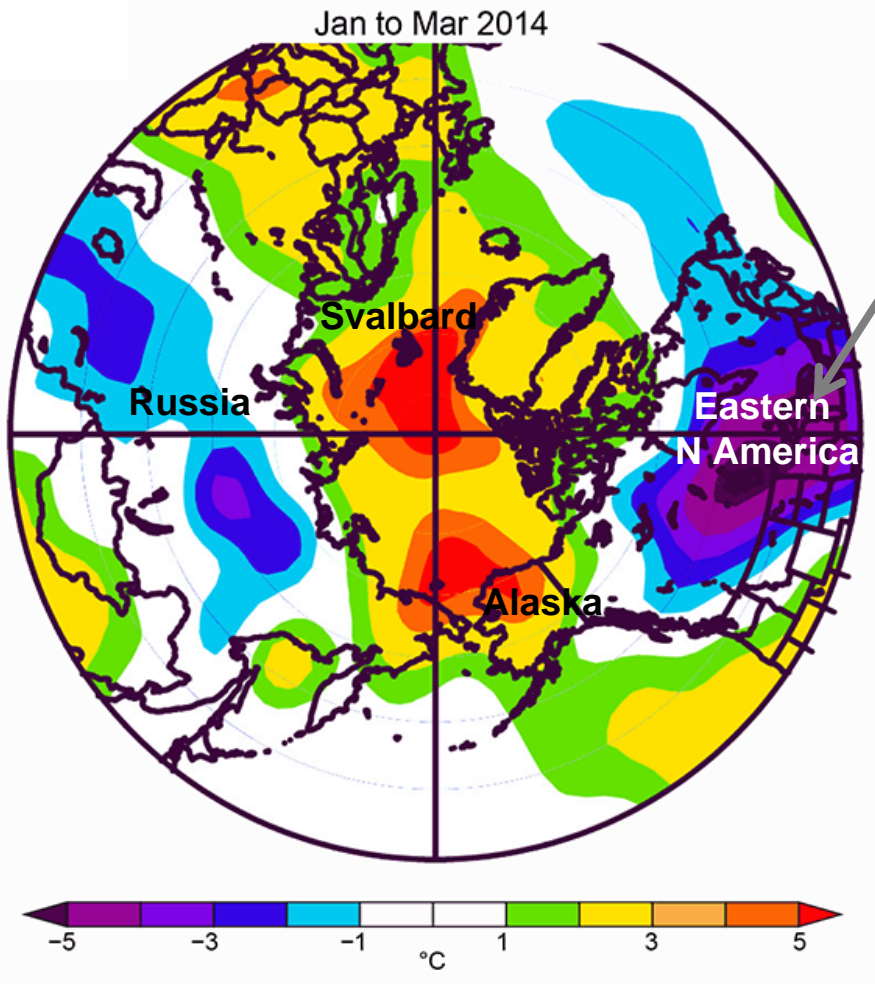 Jan to Mar 2014
Svalbard
Russia
Eastern
N America
Alaska
−5 −3 −1 1 3 5
°C